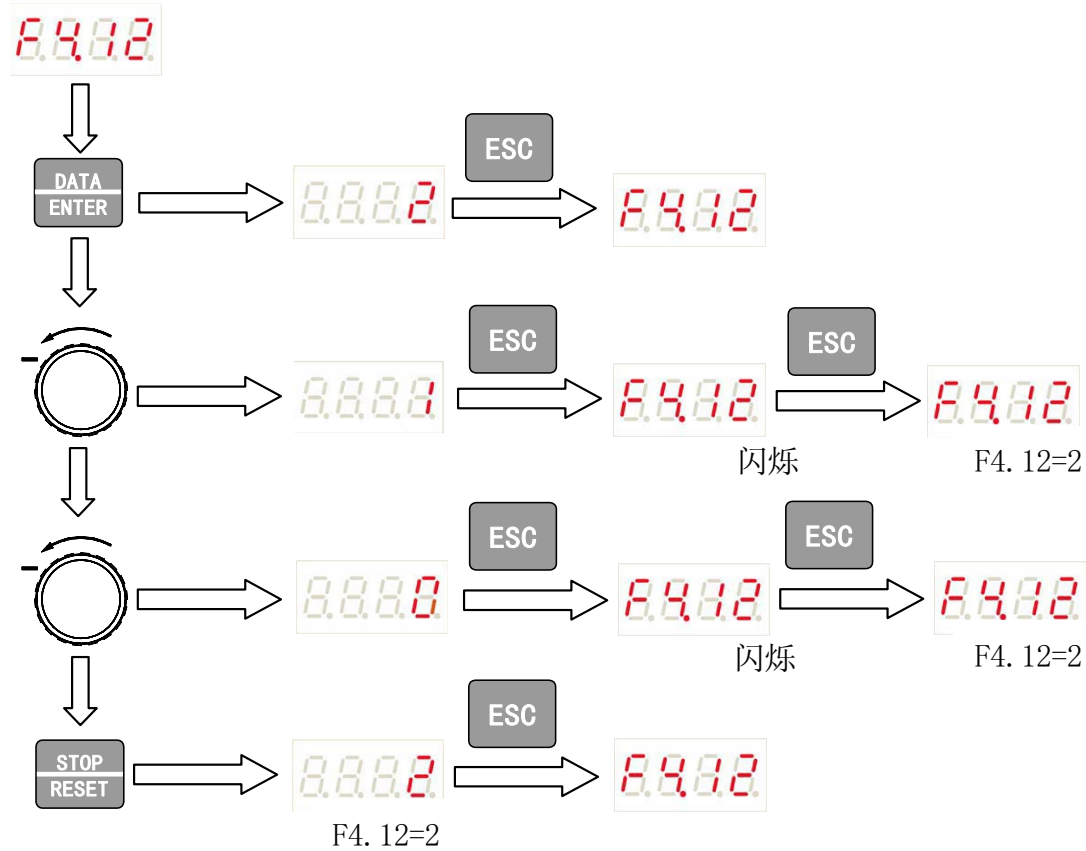 F4.12
DATA
ENTER
2
ESC
F4.12
1
ESC
F4.12
闪烁
ESC
F4.12
F4. 12=2
0
ESC
F4.12
闪烁
ESC
F4.12
F4. 12=2
STOP
RESET
2
F4. 12=2
ESC
F4.12